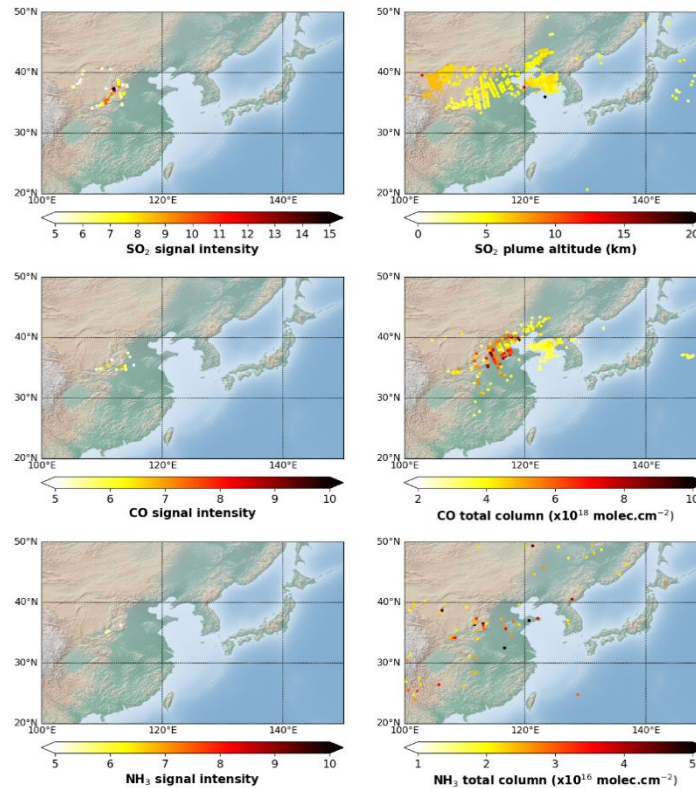 50°N 50°N
40°N 40°N
30°N 30°N
20°N 20°N
100°E 120°E 140°E 100°E 120°E 140°E
5 6 7 8 9 10 11 12 13 14 15 0 5 10 15 20
SO₂ signal intensity SO₂ plume altitude (km)
50°N 50°N
40°N 40°N
30°N 30°N
20°N 20°N
100°E 120°E 140°E 100°E 120°E 140°E
5 6 7 8 9 10 2 4 6 8 10
CO signal intensity CO total column (x10¹⁸ molec.cm⁻²)
50°N 50°N
40°N 40°N
30°N 30°N
20°N 20°N
100°E 120°E 140°E 100°E 120°E 140°E
5 6 7 8 9 10 1 2 3 4 5
NH₃ signal intensity NH₃ total column (x10¹⁶ molec.cm⁻²)